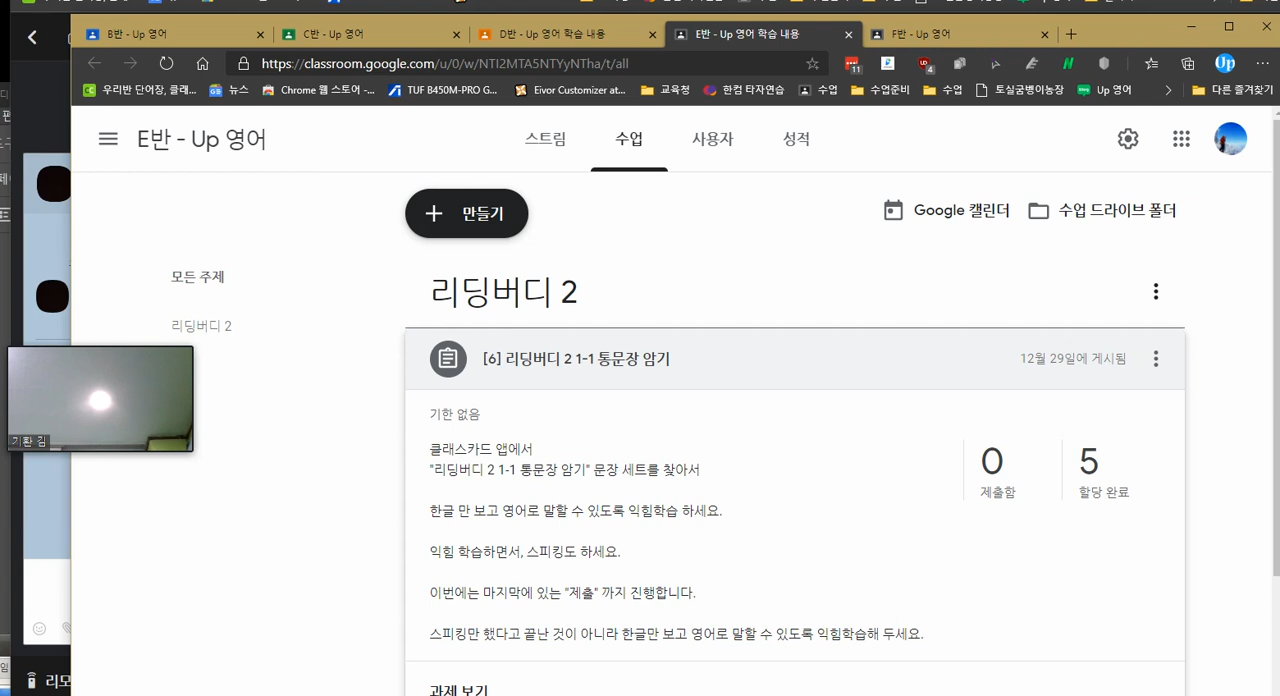 B반 - Up 영어
C반 - Up 영어
D반 - Up 영어 학습 내용
E반 - Up 영어 학습 내용
F반 - Up 영어
https://classroom.google.com/u/0/w/NTI2MTA5NTYyNTha/t/all
11
4
Up
우리반 단어장, 클래...
뉴스
Chrome 웹 스토어 -...
TUF B450M-PRO G...
Eivor Customizer at...
교육청
한컴 타자연습
수업
수업준비
수업
토실굼벵이농장
Up 영어
다른 즐겨찾기
E반 - Up 영어
스트림
수업
사용자
성적
만들기
Google 캘린더
수업 드라이브 폴더
모든 주제
리딩버디 2
리딩버디 2
[6] 리딩버디 2 1-1 통문장 암기
12월 29일에 게시됨
기한 없음
클래스카드 앱에서
"리딩버디 2 1-1 통문장 암기" 문장 세트를 찾아서
한글 만 보고 영어로 말할 수 있도록 익힘학습 하세요.
익힘 학습하면서, 스피킹도 하세요.
이번에는 마지막에 있는 "제출" 까지 진행합니다.
스피킹만 했다고 끝난 것이 아니라 한글만 보고 영어로 말할 수 있도록 익힘학습해 두세요.
0
제출함
5
할당 완료
과제 보기
기환 김
리모